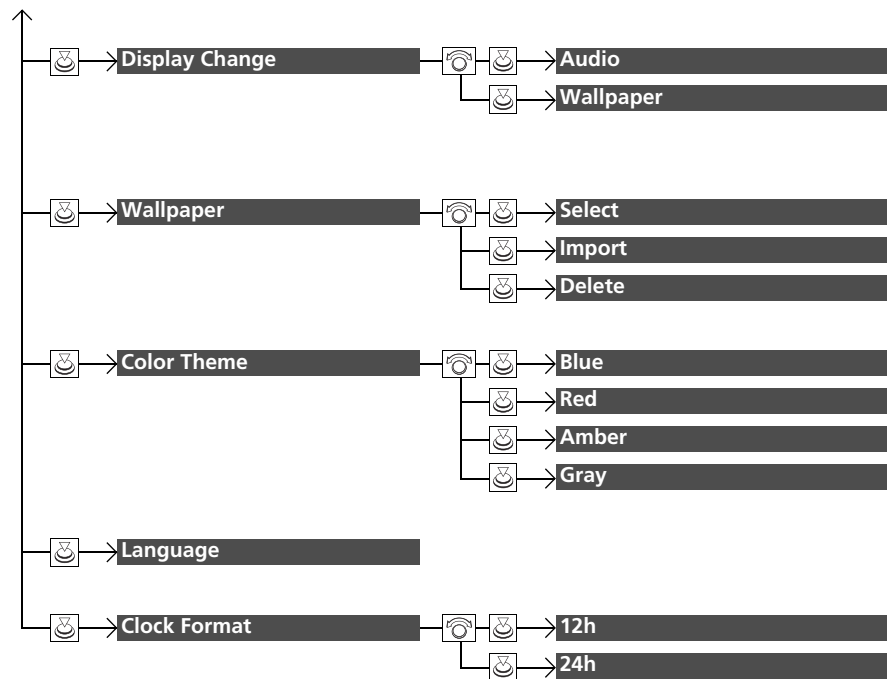 Display Change
Audio
Wallpaper
Wallpaper
Select
Import
Delete
Color Theme
Blue
Red
Amber
Gray
Language
Clock Format
12h
24h